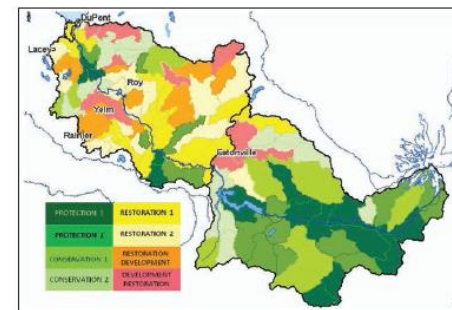 DuPont
Lacey
Roy
Yelm
Rainier
Eatonville
PROTECTION 1
RESTORATION 1
PROTECTION 2
RESTORATION 2
CONSERVATION 1
RESTORATION
DEVELOPMENT
CONSERVATION 2
DEVELOPMENT
RESTORATION